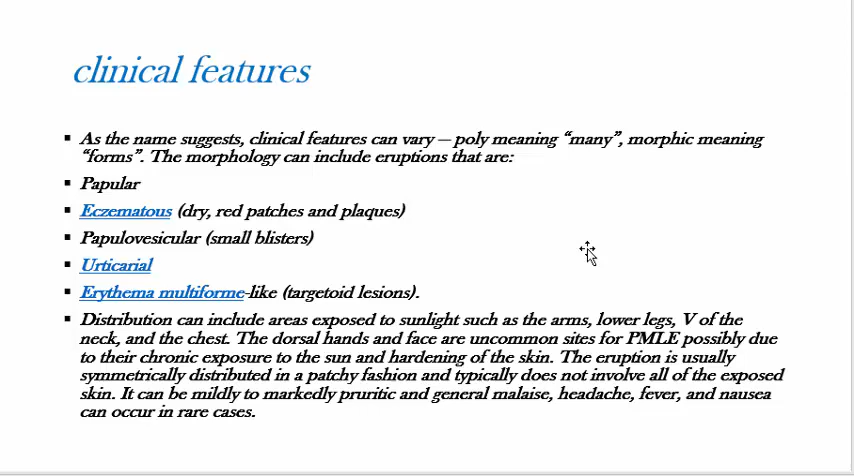 clinical features
▪ As the name suggests, clinical features can vary — poly meaning “many”, morphic meaning
“forms”. The morphology can include eruptions that are:
▪ Papular
▪ Eczematous (dry, red patches and plaques)
▪ Papulovesicular (small blisters)
▪ Urticarial
▪ Erythema multiforme-like (targetoid lesions).
▪ Distribution can include areas exposed to sunlight such as the arms, lower legs, V of the
neck, and the chest. The dorsal hands and face are uncommon sites for PMLE possibly due
to their chronic exposure to the sun and hardening of the skin. The eruption is usually
symmetrically distributed in a patchy fashion and typically does not involve all of the exposed
skin. It can be mildly to markedly pruritic and general malaise, headache, fever, and nausea
can occur in rare cases.